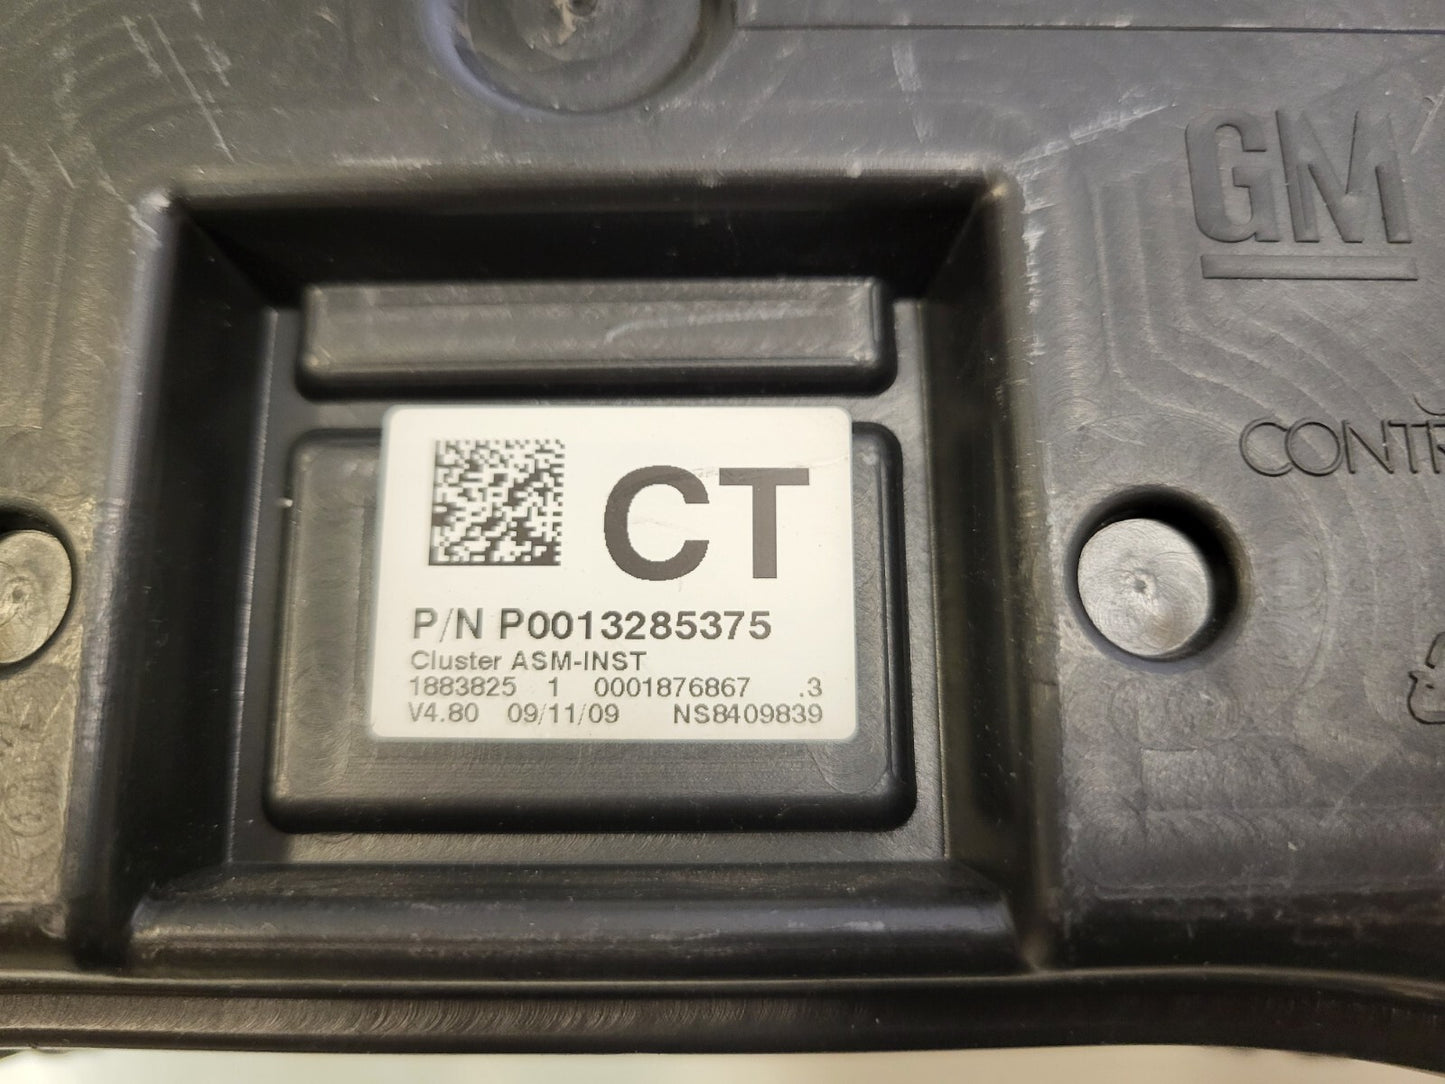 GM
CT
P/N P0013285375
Cluster ASM-INST
1883825 1 0001876867 .3
V4.80 09/11/09 NS8409839